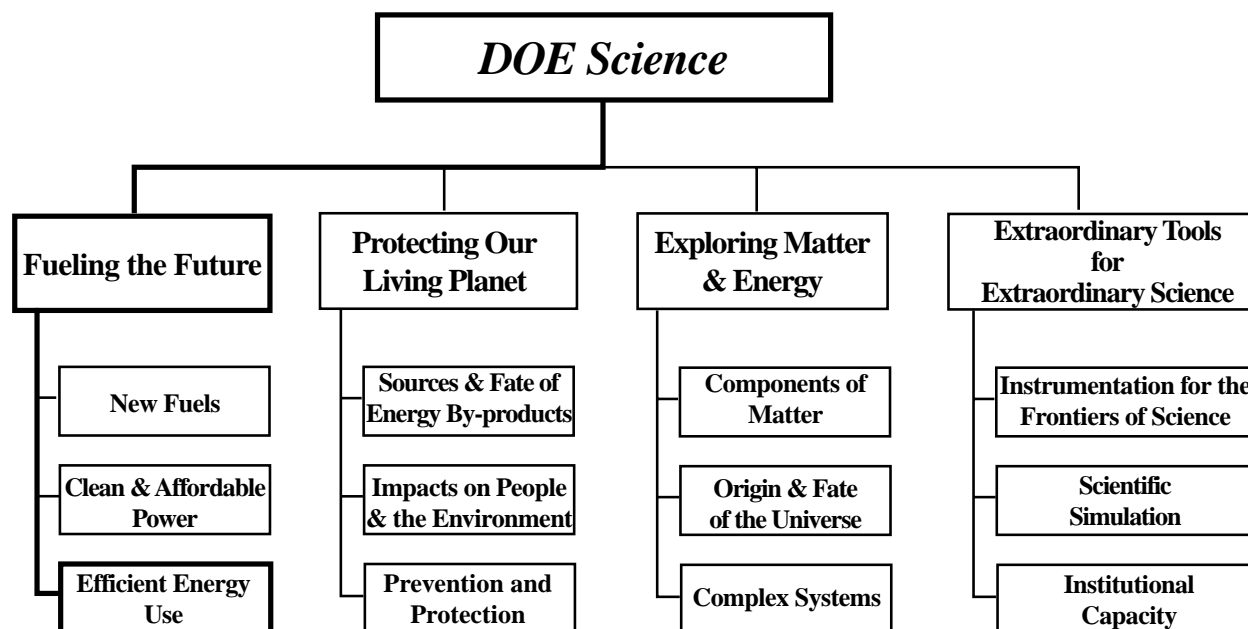 DOE Science
Fueling the Future
Protecting Our
Living Planet
Exploring Matter
& Energy
Extraordinary Tools
for
Extraordinary Science
New Fuels
Sources & Fate of
Energy By-products
Components of
Matter
Instrumentation for the
Frontiers of Science
Clean & Affordable
Power
Impacts on People
& the Environment
Origin & Fate
of the Universe
Scientific
Simulation
Efficient Energy
Use
Prevention and
Protection
Complex Systems
Institutional
Capacity